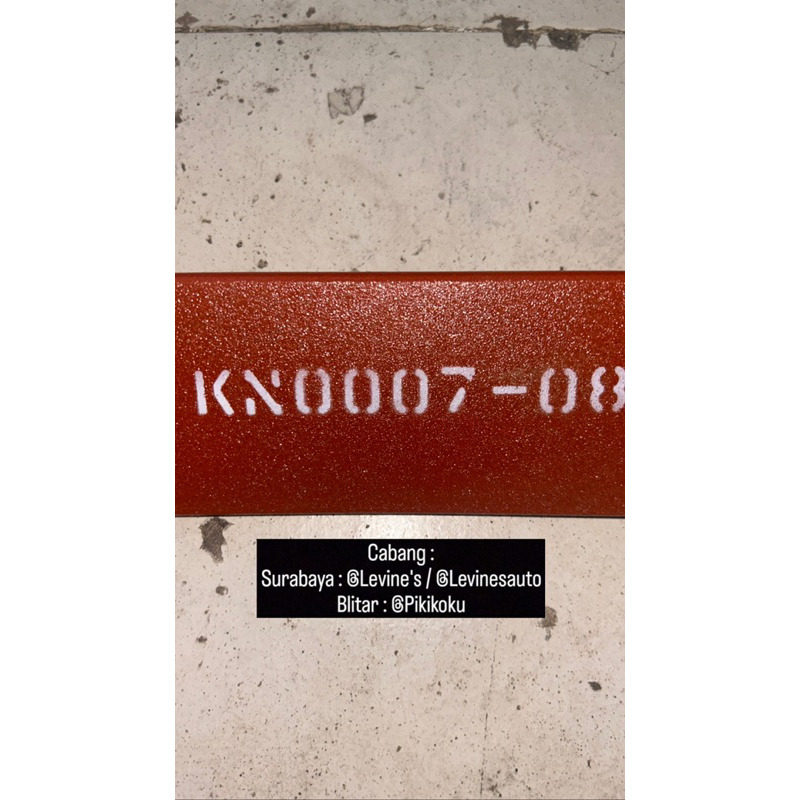 KN0007-08
Cabang :
Surabaya : @Levine's / @Levinesauto
Blitar : @Pikikoku